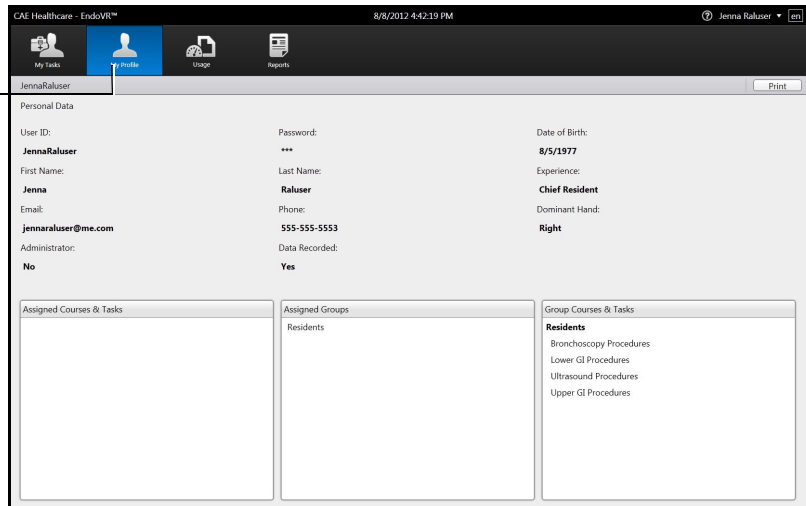 CAE Healthcare - EndoVR™ 8/8/2012 4:42:19 PM Jenna Raluser en
My Tasks My Profile Usage Reports
JennaRaluser Print
Personal Data
User ID: Password: Date of Birth:
JennaRaluser *** 8/5/1977
First Name: Last Name: Experience:
Jenna Raluser Chief Resident
Email: Phone: Dominant Hand:
jennaraluser@me.com 555-555-5553 Right
Administrator: Data Recorded:
No Yes
Assigned Courses & Tasks Assigned Groups Group Courses & Tasks
Residents Residents
Bronchoscopy Procedures
Lower GI Procedures
Ultrasound Procedures
Upper GI Procedures